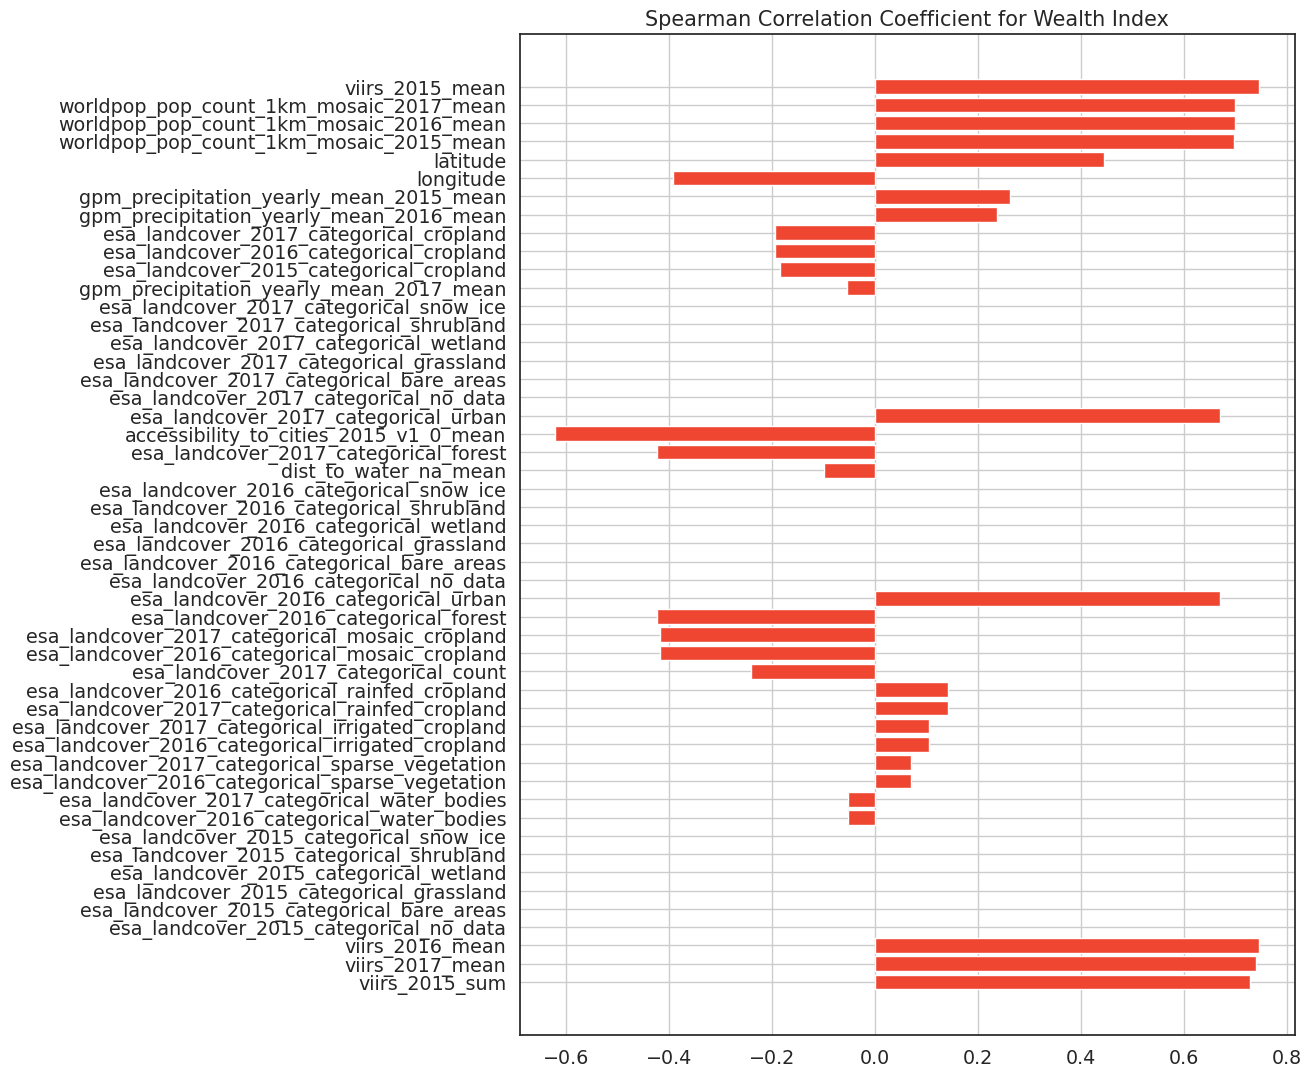 Spearman Correlation Coefficient for Wealth Index
viirs_2015_mean
worldpop_pop_count_1km_mosaic_2017_mean
worldpop_pop_count_1km_mosaic_2016_mean
worldpop_pop_count_1km_mosaic_2015_mean
latitude
longitude
gpm_precipitation_yearly_mean_2015_mean
gpm_precipitation_yearly_mean_2016_mean
esa_landcover_2017_categorical_cropland
esa_landcover_2016_categorical_cropland
esa_landcover_2015_categorical_cropland
gpm_precipitation_yearly_mean_2017_mean
esa_landcover_2017_categorical_snow_ice
esa_landcover_2017_categorical_shrubland
esa_landcover_2017_categorical_wetland
esa_landcover_2017_categorical_grassland
esa_landcover_2017_categorical_bare_areas
esa_landcover_2017_categorical_no_data
esa_landcover_2017_categorical_urban
accessibility_to_cities_2015_v1_0_mean
esa_landcover_2017_categorical_forest
dist_to_water_na_mean
esa_landcover_2016_categorical_snow_ice
esa_landcover_2016_categorical_shrubland
esa_landcover_2016_categorical_wetland
esa_landcover_2016_categorical_grassland
esa_landcover_2016_categorical_bare_areas
esa_landcover_2016_categorical_no_data
esa_landcover_2016_categorical_urban
esa_landcover_2016_categorical_forest
esa_landcover_2017_categorical_mosaic_cropland
esa_landcover_2016_categorical_mosaic_cropland
esa_landcover_2017_categorical_count
esa_landcover_2016_categorical_rainfed_cropland
esa_landcover_2017_categorical_rainfed_cropland
esa_landcover_2017_categorical_irrigated_cropland
esa_landcover_2016_categorical_irrigated_cropland
esa_landcover_2017_categorical_sparse_vegetation
esa_landcover_2016_categorical_sparse_vegetation
esa_landcover_2017_categorical_water_bodies
esa_landcover_2016_categorical_water_bodies
esa_landcover_2015_categorical_snow_ice
esa_landcover_2015_categorical_shrubland
esa_landcover_2015_categorical_wetland
esa_landcover_2015_categorical_grassland
esa_landcover_2015_categorical_bare_areas
esa_landcover_2015_categorical_no_data
viirs_2016_mean
viirs_2017_mean
viirs_2015_sum
−0.6 −0.4 −0.2 0.0 0.2 0.4 0.6 0.8